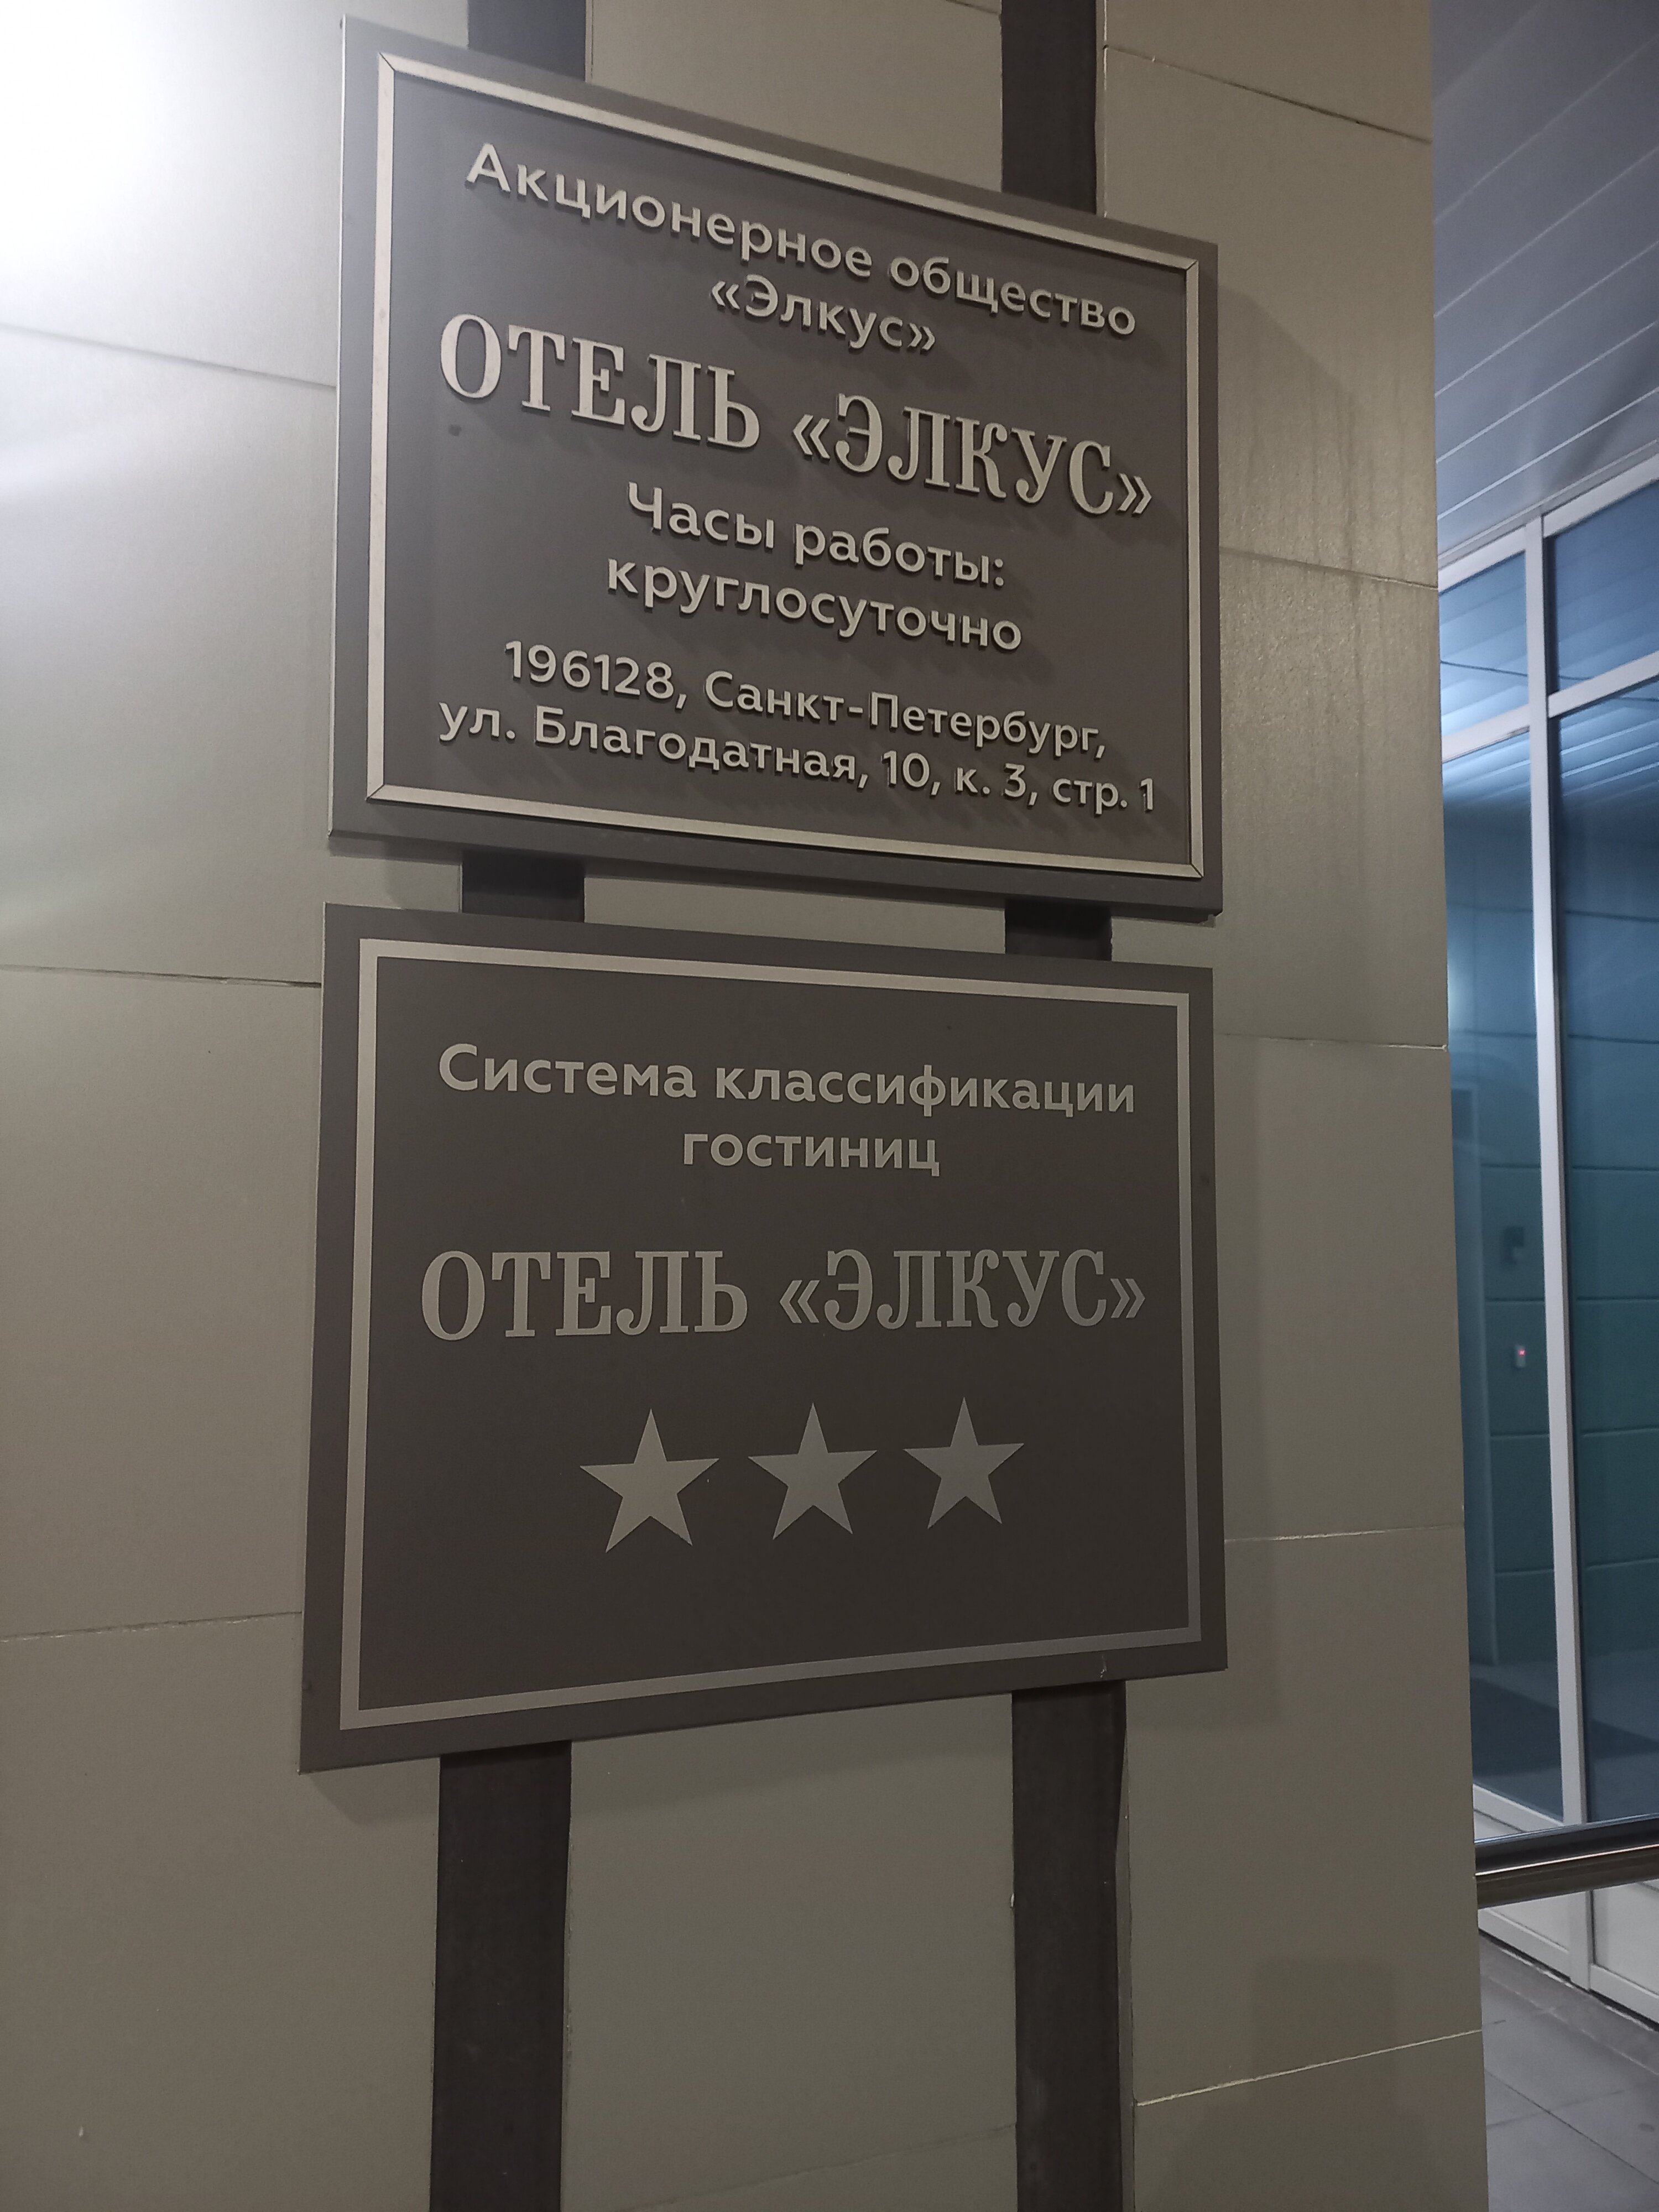 Акционерное общество
«Элкус»
ОТЕЛЬ «ЭЛКУС»
Часы работы:
круглосуточно
196128, Санкт-Петербург,
ул. Благодатная, 10, к. 3, стр. 1
Система классификации
гостиниц
ОТЕЛЬ «ЭЛКУС»